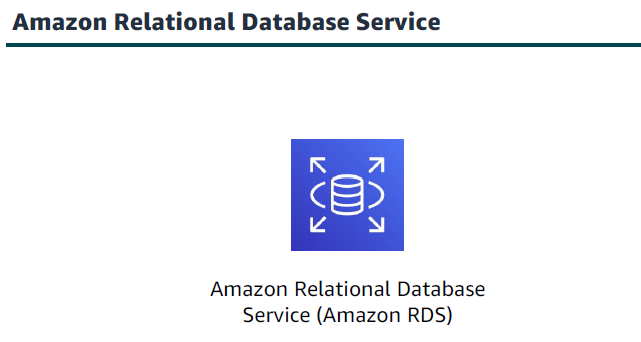 Amazon Relational Database Service
Amazon Relational Database
Service (Amazon RDS)